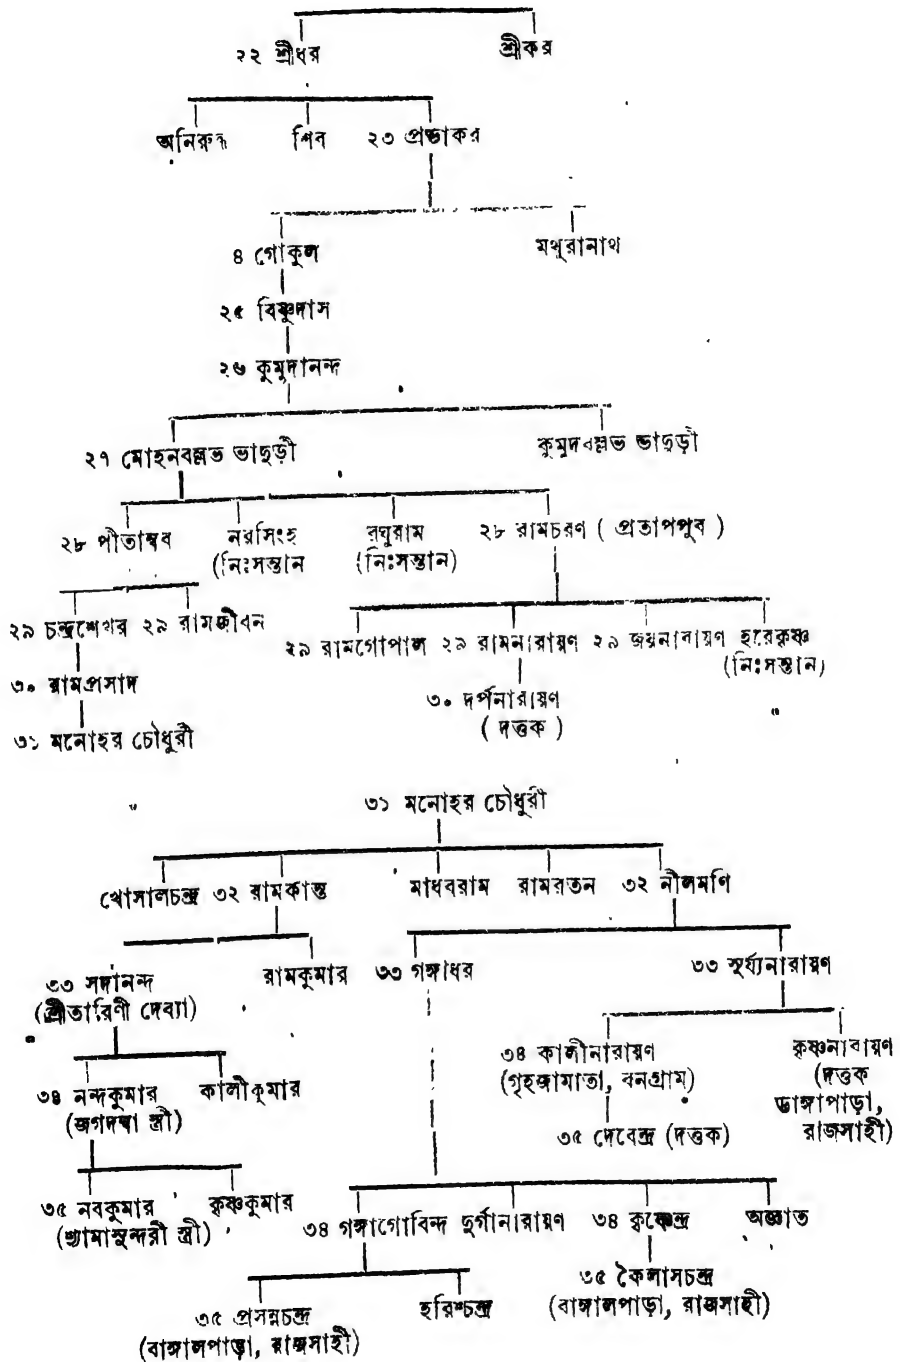 ২২ শ্রীধর শ্রীকর
অনিরুদ্ধ শিব ২৩ প্রভাকর
৪ গোকুল মথুরানাথ
২৫ বিষ্ণুদাস
২৬ কুমুদানন্দ
২৭ মোহনবল্লভ ভাদুড়ী কুমুদবল্লভ ভাদুড়ী
২৮ পীতাম্বব নরসিংহ রঘুরাম ২৮ রামচরণ ( প্রতাপপুব )
(নিঃসন্তান (নিঃসন্তান)
২৯ চন্দ্রশেখর ২৯ রামজীবন
২৯ রামগোপাল ২৯ রামনারায়ণ ২৯ জয়নাবায়ণ হরেকৃষ্ণ
(নিঃসন্তান)
৩০ রামপ্রসাদ
৩০ দর্পনারায়ণ
( দত্তক )
৩১ মনোহর চৌধুরী
৩১ মনোহর চৌধুরী
খোসালচন্দ্র ৩২ রামকান্ত মাধবরাম রামরতন ৩২ নীলমণি
৩৩ সদানন্দ রামকুমার ৩৩ গঙ্গাধর ৩৩ সূর্য্যনারায়ণ
(শ্রীতারিণী দেব্যা)
৩৪ নন্দকুমার কালীকুমার
(জগদম্বা স্ত্রী)
৩৪ কালীনারায়ণ
(গৃহজামাতা, বনগ্রাম)
৩৫ দেবেন্দ্র (দত্তক)
কৃষ্ণনাবায়ণ
(দত্তক
ডাঙ্গাপাড়া,
রাজসাহী)
৩৫ নবকুমার কৃষ্ণকুমার
(শ্যামাসুন্দরী স্ত্রী)
৩৪ গঙ্গাগোবিন্দ দুর্গানারায়ণ ৩৪ কৃষ্ণেন্দ্র অজ্ঞাত
৩৫ প্রসন্নচন্দ্র হরিশ্চন্দ্র
(বাঙ্গালপাড়া, রাজসাহী)
৩৫ কৈলাসচন্দ্র
(বাঙ্গালপাড়া, রাজসাহী)